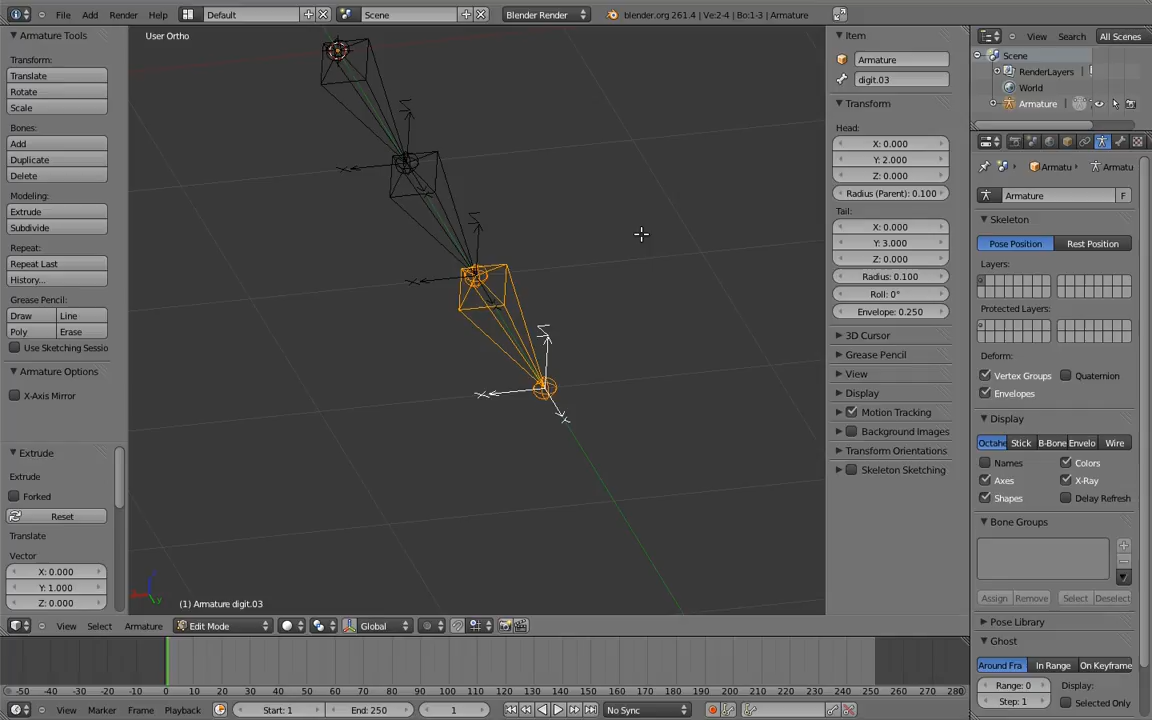 File Add Render Help Default Scene Blender Render blender.org 261.4 | Ve:2-4 | Bo:1-3 | Armature
Armature Tools
Transform:
Translate
Rotate
Scale
Bones:
Add
Duplicate
Delete
Modeling:
Extrude
Subdivide
Repeat:
Repeat Last
History...
Grease Pencil:
Draw Line
Poly Erase
Use Sketching Sessio
Armature Options
X-Axis Mirror
Extrude
Extrude
Forked
Reset
Translate
Vector
X: 0.000
Y: 1.000
Z: 0.000
User Ortho
(1) Armature digit.03
View Select Armature Edit Mode Global
Item
Armature
digit.03
Transform
Head:
X: 0.000
Y: 2.000
Z: 0.000
Radius (Parent): 0.100
Tail:
X: 0.000
Y: 3.000
Z: 0.000
Radius: 0.100
Roll: 0°
Envelope: 0.250
3D Cursor
Grease Pencil
View
Display
Motion Tracking
Background Images
Transform Orientations
Skeleton Sketching
View Search All Scenes
Scene
RenderLayers
World
Armature
Armatu Armatu
Armature F
Skeleton
Pose Position Rest Position
Layers:
Protected Layers:
Deform:
Vertex Groups Quaternion
Envelopes
Display
Octahe Stick B-Bone Envelo Wire
Names Colors
Axes X-Ray
Shapes Delay Refresh
Bone Groups
Assign Remove Select Deselect
Pose Library
Ghost
Around Fra In Range On Keyframe
Range: 0 Display:
Step: 1 Selected Only
-50 -40 -30 -20 -10 0 10 20 30 40 50 60 70 80 90 100 110 120 130 140 150 160 170 180 190 200 210 220 230 240 250 260 270 280
View Marker Frame Playback Start: 1 End: 250 1 No Sync